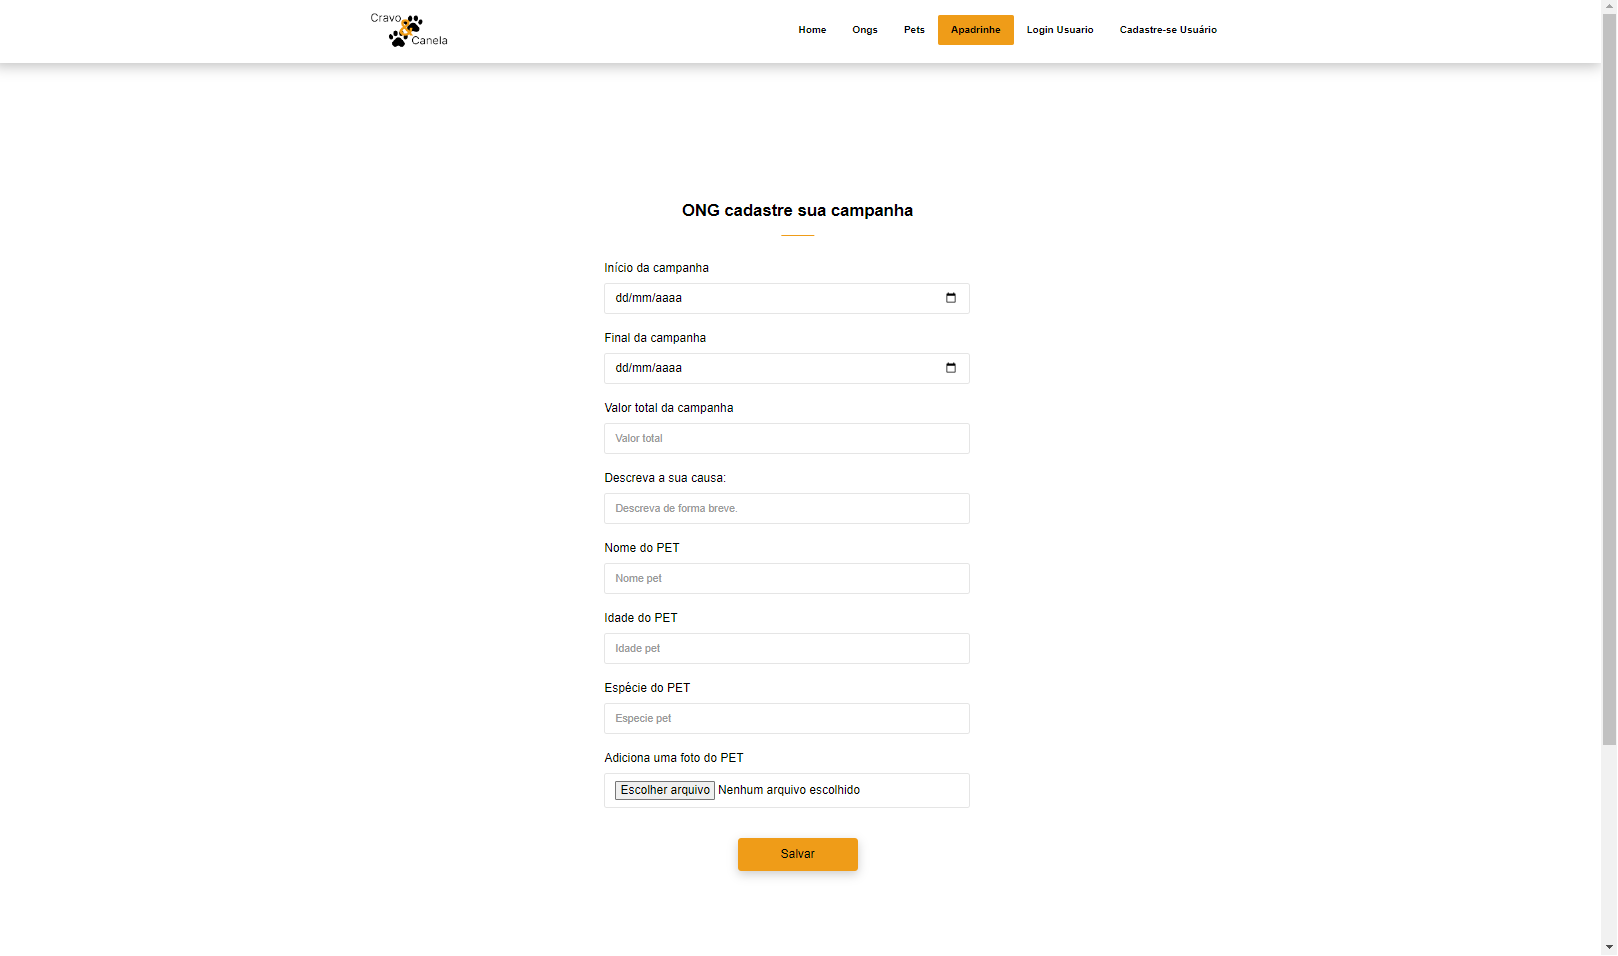 Cravo
&
Canela
Home Ongs Pets Apadrinhe Login Usuario Cadastre-se Usuário
ONG cadastre sua campanha
Início da campanha
dd/mm/aaaa
Final da campanha
dd/mm/aaaa
Valor total da campanha
Valor total
Descreva a sua causa:
Descreva de forma breve.
Nome do PET
Nome pet
Idade do PET
Idade pet
Espécie do PET
Especie pet
Adiciona uma foto do PET
Escolher arquivo Nenhum arquivo escolhido
Salvar